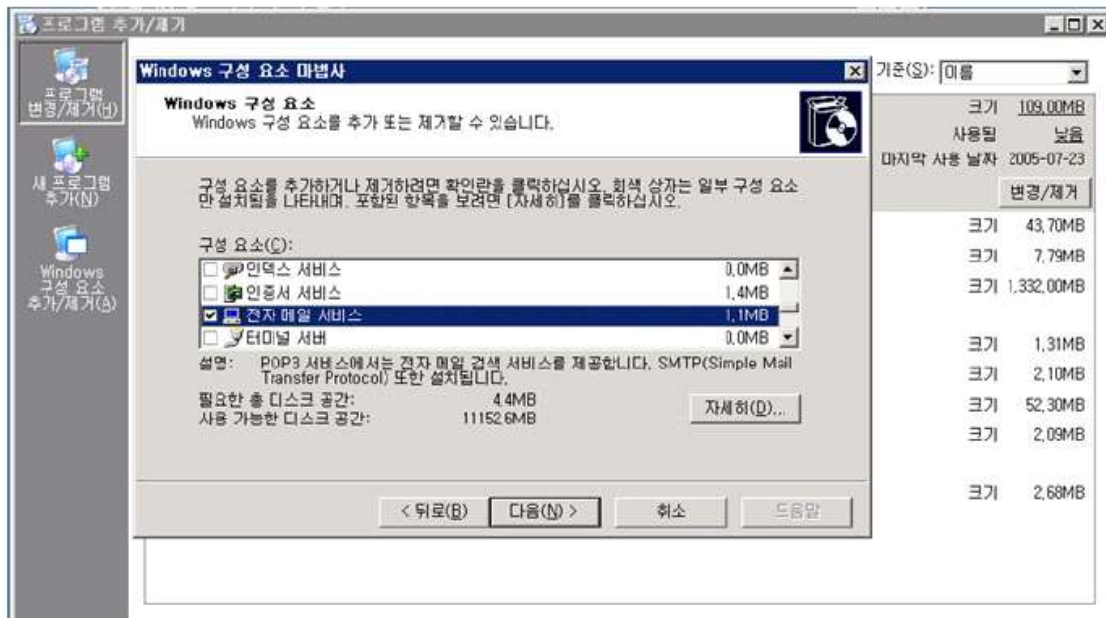 프로그램 추가/제거
프로그램
변경/제거(H)
새 프로그램
추가(N)
Windows
구성 요소
추가/제거(A)
Windows 구성 요소 마법사
Windows 구성 요소
Windows 구성 요소를 추가 또는 제거할 수 있습니다.
구성 요소를 추가하거나 제거하려면 확인란을 클릭하십시오. 회색 상자는 일부 구성 요소
만 설치됨을 나타내며, 포함된 항목을 보려면 [자세히]를 클릭하십시오.
구성 요소(C):
인덱스 서비스 0.0MB
인증서 서비스 1.4MB
전자 메일 서비스 1.1MB
터미널 서버 0.0MB
설명: POP3 서비스에서는 전자 메일 검색 서비스를 제공합니다. SMTP(Simple Mail
Transfer Protocol) 또한 설치됩니다.
필요한 총 디스크 공간: 4.4MB
사용 가능한 디스크 공간: 11152.6MB
자세히(D)...
< 뒤로(B) 다음(N) > 취소 도움말
기준(S): 이름
크기 109.00MB
사용됨 낮음
마지막 사용 날짜 2005-07-23
변경/제거
크기 43.70MB
크기 7.79MB
크기 1,332.00MB
크기 1.31MB
크기 2.10MB
크기 52.30MB
크기 2.09MB
크기 2.68MB